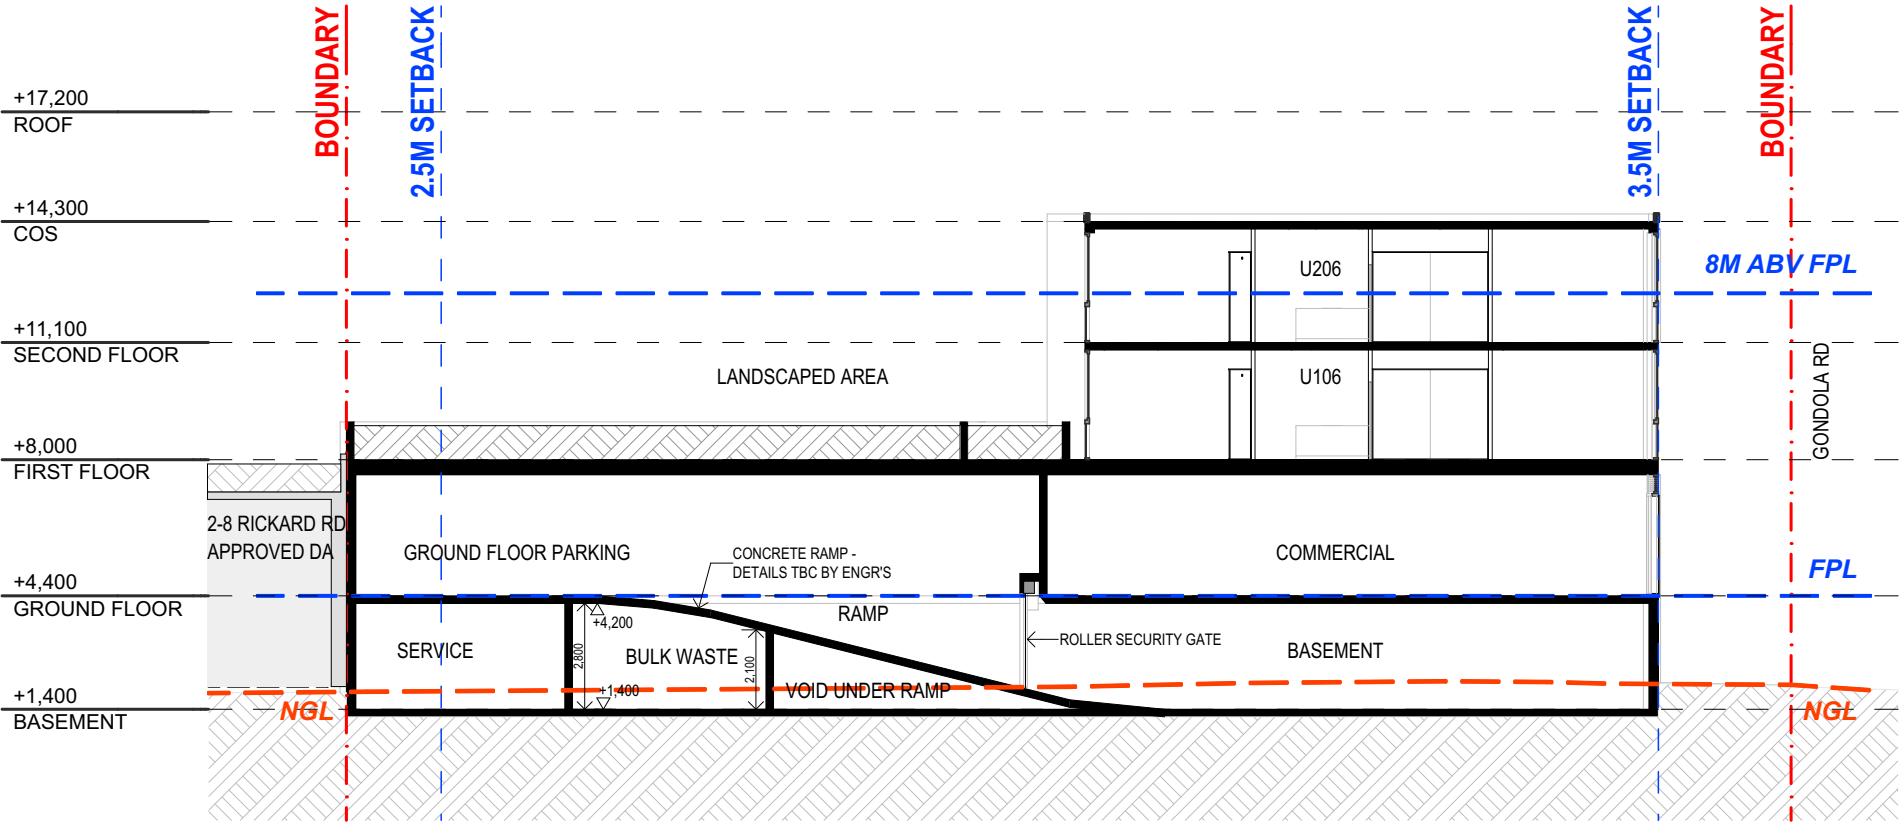 BOUNDARY
2.5M SETBACK
3.5M SETBACK
BOUNDARY
+17,200
ROOF
+14,300
COS
8M ABV FPL
U206
+11,100
SECOND FLOOR
LANDSCAPED AREA
U106
GONDOLA RD
+8,000
FIRST FLOOR
2-8 RICKARD RD
APPROVED DA
GROUND FLOOR PARKING
CONCRETE RAMP -
DETAILS TBC BY ENGR'S
COMMERCIAL
FPL
+4,400
GROUND FLOOR
+4,200
RAMP
ROLLER SECURITY GATE
SERVICE
2,800
BULK WASTE
2,100
BASEMENT
+1,400
VOID UNDER RAMP
+1,400
BASEMENT
NGL
NGL